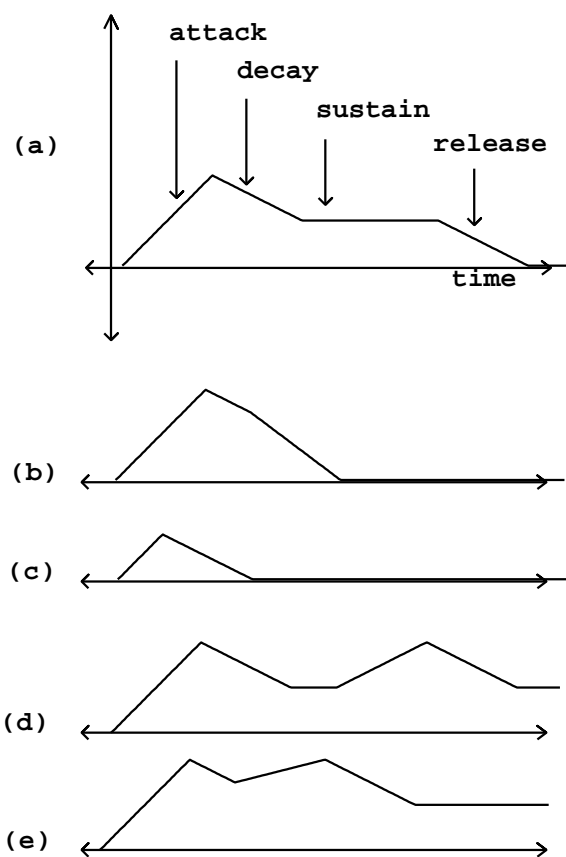 attack
decay
sustain
(a)
release
time
(b)
(c)
(d)
(e)